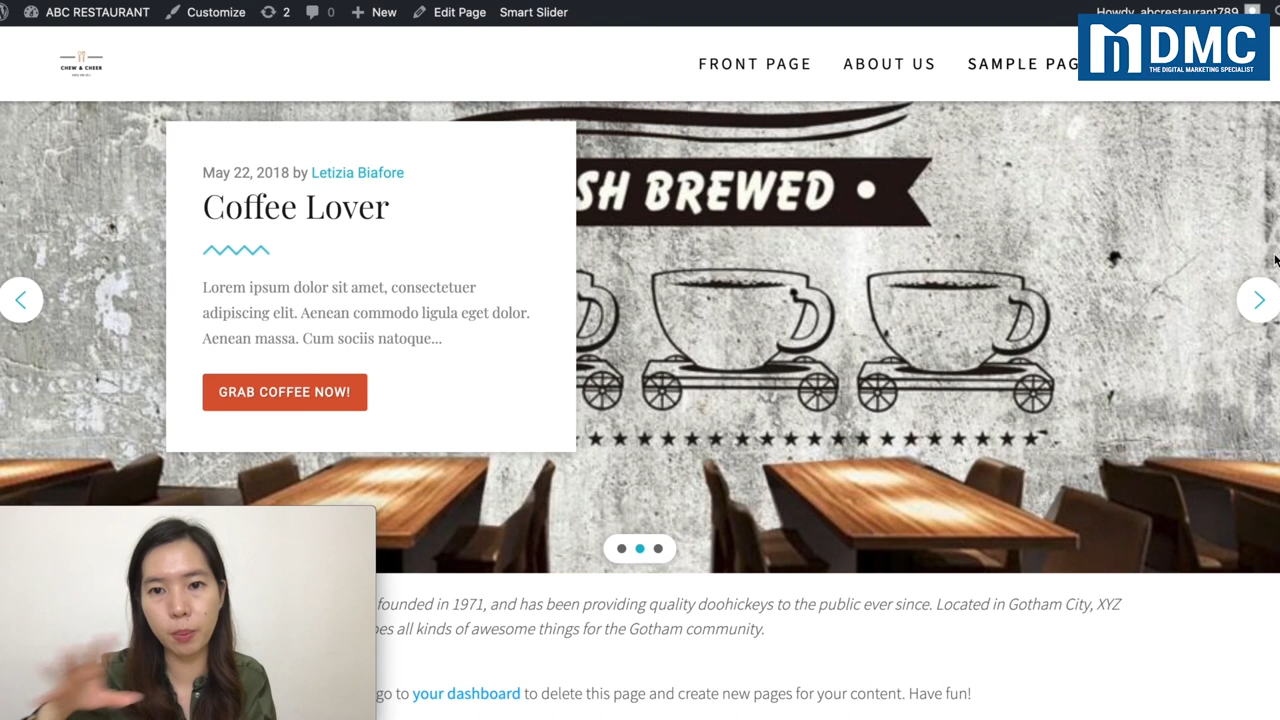 ABC RESTAURANT Customize 2 0 New Edit Page Smart Slider Howdy, abcrestaurant789
CHEW & CHEER
FRONT PAGE ABOUT US SAMPLE PAG
DMC
THE DIGITAL MARKETING SPECIALIST
SH BREWED
May 22, 2018 by Letizia Biafore
Coffee Lover
Lorem ipsum dolor sit amet, consectetuer
adipiscing elit. Aenean commodo ligula eget dolor.
Aenean massa. Cum sociis natoque...
GRAB COFFEE NOW!
founded in 1971, and has been providing quality doohickeys to the public ever since. Located in Gotham City, XYZ
oes all kinds of awesome things for the Gotham community.
go to your dashboard to delete this page and create new pages for your content. Have fun!